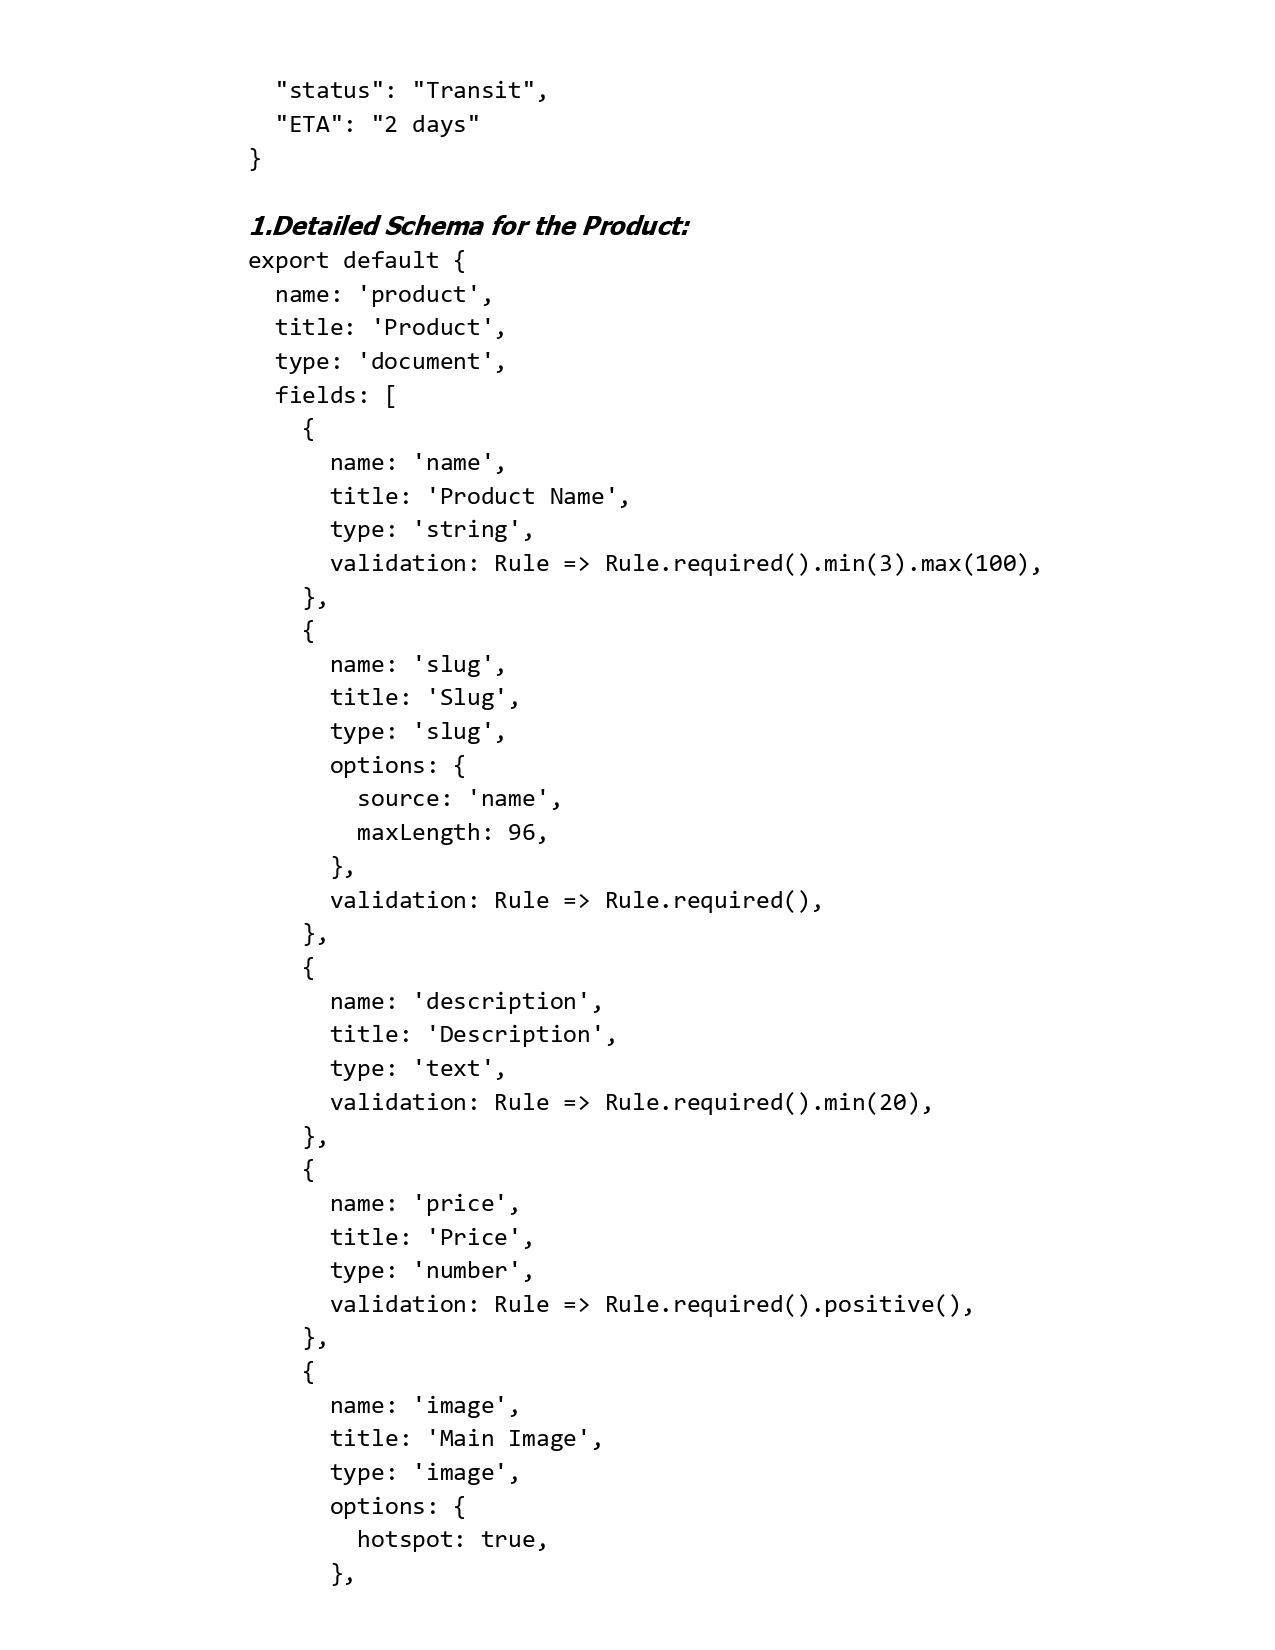 "status": "Transit",
  "ETA": "2 days"
}
1.Detailed Schema for the Product:
export default {
  name: 'product',
  title: 'Product',
  type: 'document',
  fields: [
    {
      name: 'name',
      title: 'Product Name',
      type: 'string',
      validation: Rule => Rule.required().min(3).max(100),
    },
    {
      name: 'slug',
      title: 'Slug',
      type: 'slug',
      options: {
        source: 'name',
        maxLength: 96,
      },
      validation: Rule => Rule.required(),
    },
    {
      name: 'description',
      title: 'Description',
      type: 'text',
      validation: Rule => Rule.required().min(20),
    },
    {
      name: 'price',
      title: 'Price',
      type: 'number',
      validation: Rule => Rule.required().positive(),
    },
    {
      name: 'image',
      title: 'Main Image',
      type: 'image',
      options: {
        hotspot: true,
      },